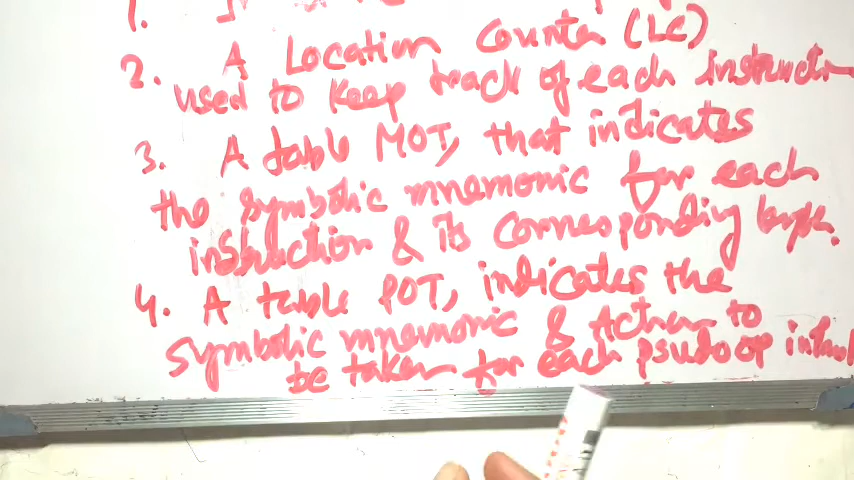 1.
2. A Location Counter (LC)
used to keep track of each instruction
3. A table MOT, that indicates
the symbolic mnemonic for each
instruction & its corresponding length.
4. A table POT, indicates the
symbolic mnemonic & Action to
be taken for each psudo op